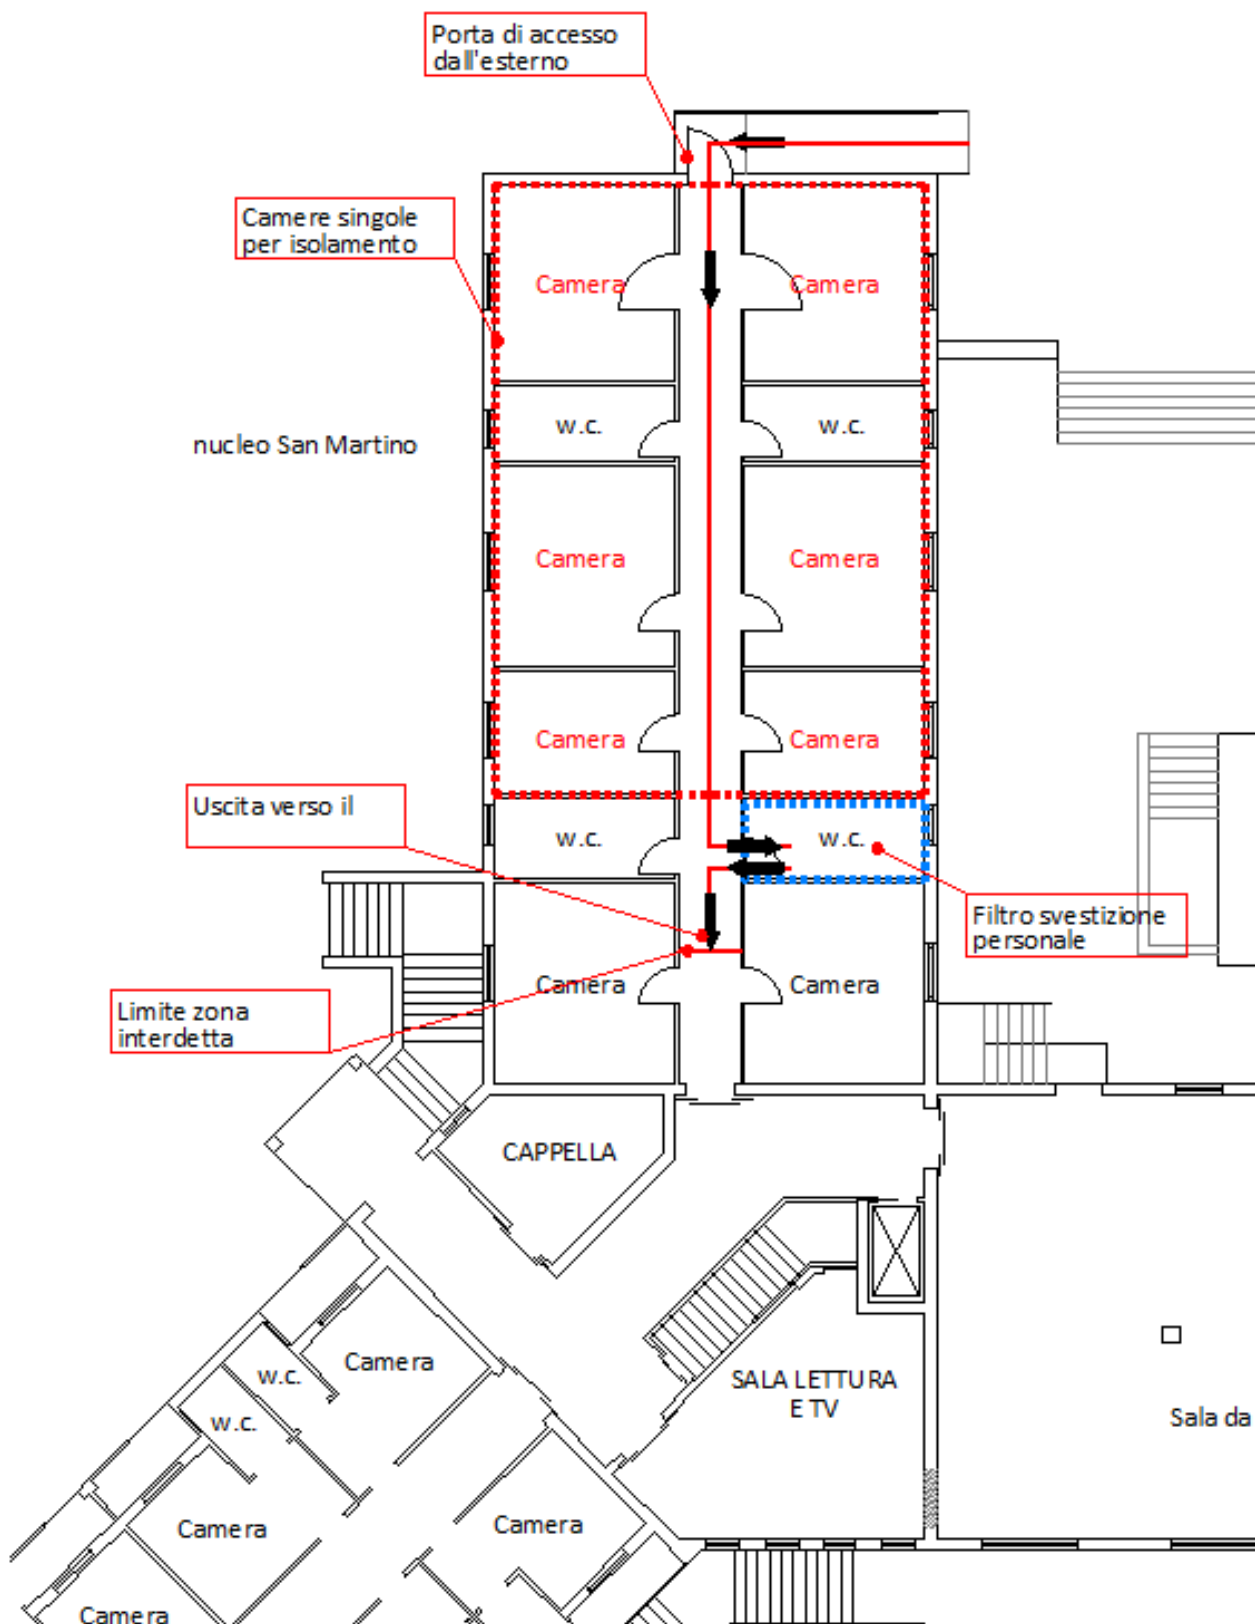 Porta di accesso
dall'esterno
Camere singole
per isolamento
Camera
Camera
w.c.
w.c.
nucleo San Martino
Camera
Camera
Camera
Camera
Uscita verso il
w.c.
w.c.
Filtro svestizione
personale
Limite zona
interdetta
Camera
Camera
CAPPELLA
Camera
w.c.
SALA LETTURA
E TV
w.c.
Sala da
Camera
Camera
Camera